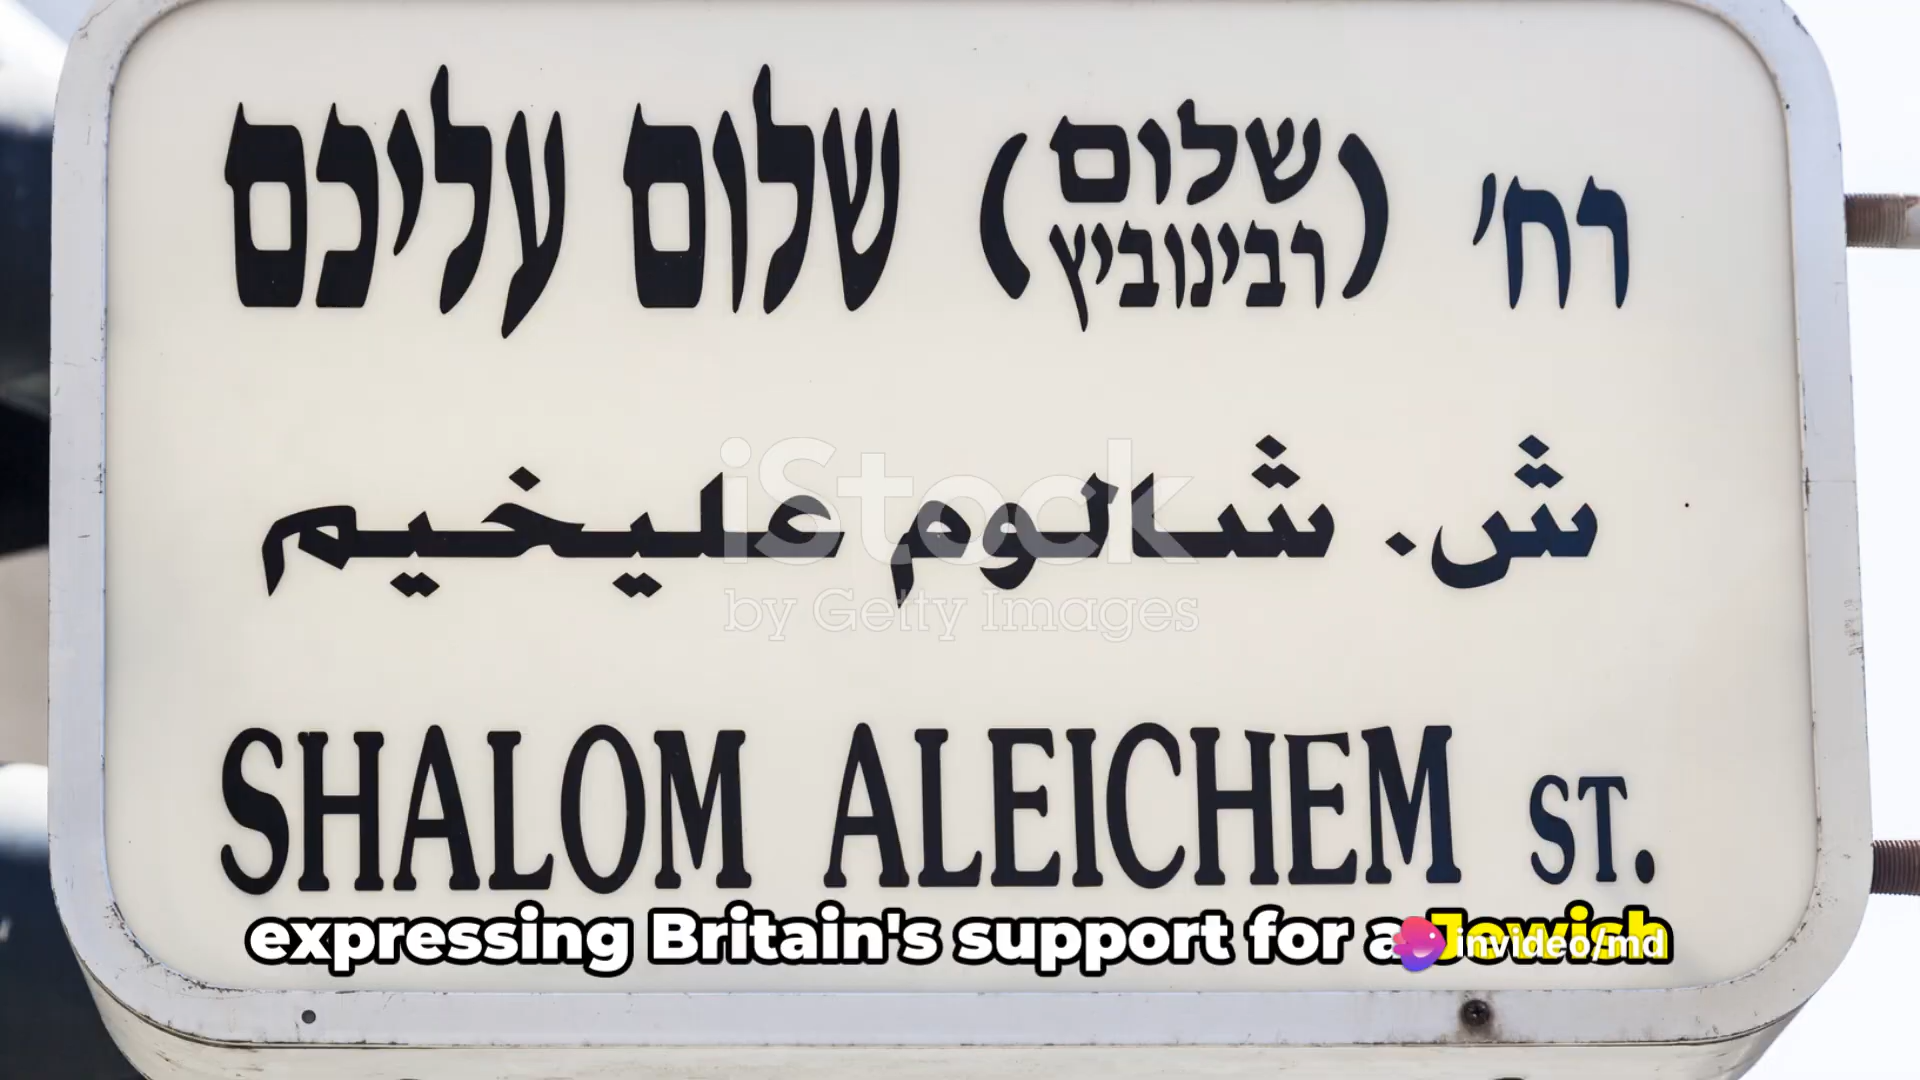 רח' (שלום רבינוביץ) שלום עליכם
ش. شالوم عليخيم
iStock
by Getty Images
SHALOM ALEICHEM ST.
expressing Britain's support for a Jewish
invideo/md